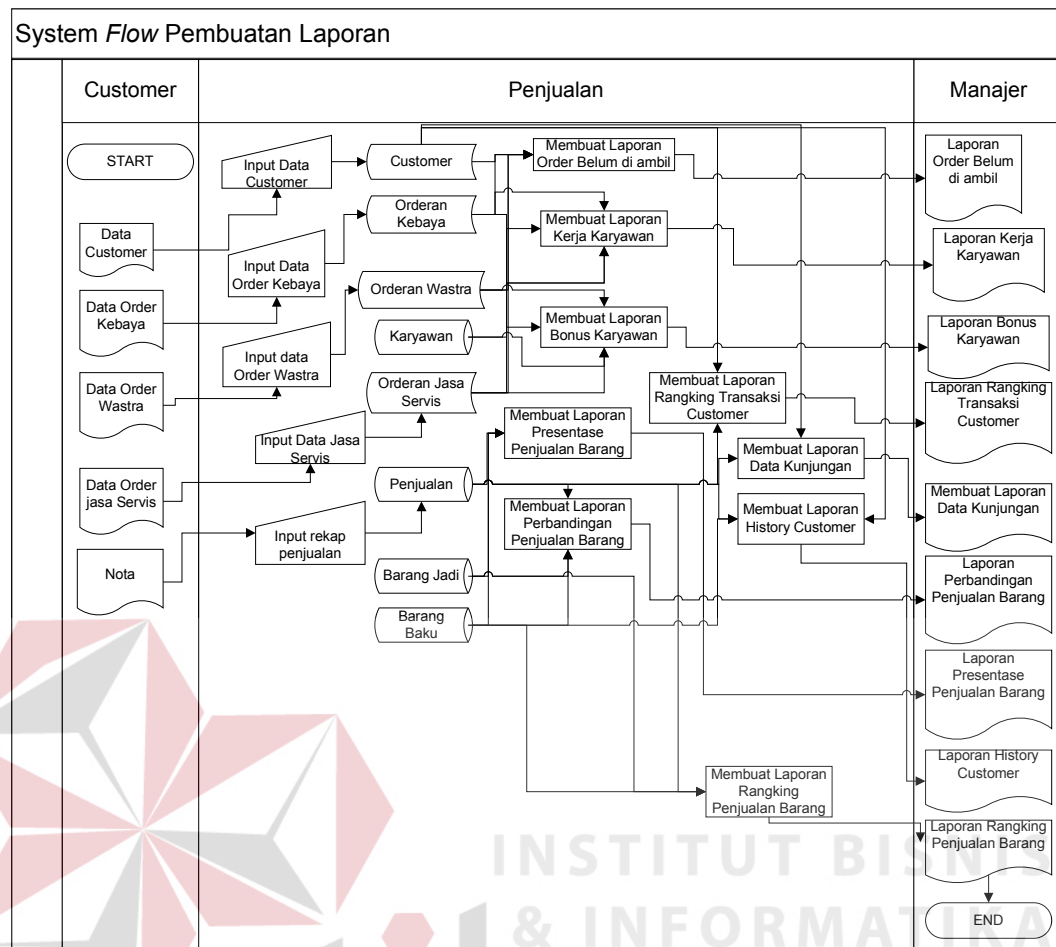 System Flow Pembuatan Laporan
Customer
Penjualan
Manajer
START
Data
Customer
Data Order
Kebaya
Data Order
Wastra
Data Order
jasa Servis
Nota
Input Data
Customer
Input Data
Order Kebaya
Input data
Order Wastra
Input Data Jasa
Servis
Input rekap
penjualan
Customer
Orderan
Kebaya
Orderan Wastra
Karyawan
Orderan Jasa
Servis
Penjualan
Barang Jadi
Barang
Baku
Membuat Laporan
Order Belum di ambil
Membuat Laporan
Kerja Karyawan
Membuat Laporan
Bonus Karyawan
Membuat Laporan
Presentase
Penjualan Barang
Membuat Laporan
Perbandingan
Penjualan Barang
Membuat Laporan
Rangking Transaksi
Customer
Membuat Laporan
Data Kunjungan
Membuat Laporan
History Customer
Membuat Laporan
Rangking
Penjualan Barang
Laporan
Order Belum
di ambil
Laporan Kerja
Karyawan
Laporan Bonus
Karyawan
Laporan Rangking
Transaksi
Customer
Membuat Laporan
Data Kunjungan
Laporan
Perbandingan
Penjualan Barang
Laporan
Presentase
Penjualan Barang
Laporan History
Customer
Laporan Rangking
Penjualan Barang
END
INSTITUT BISNIS
& INFORMATIKA